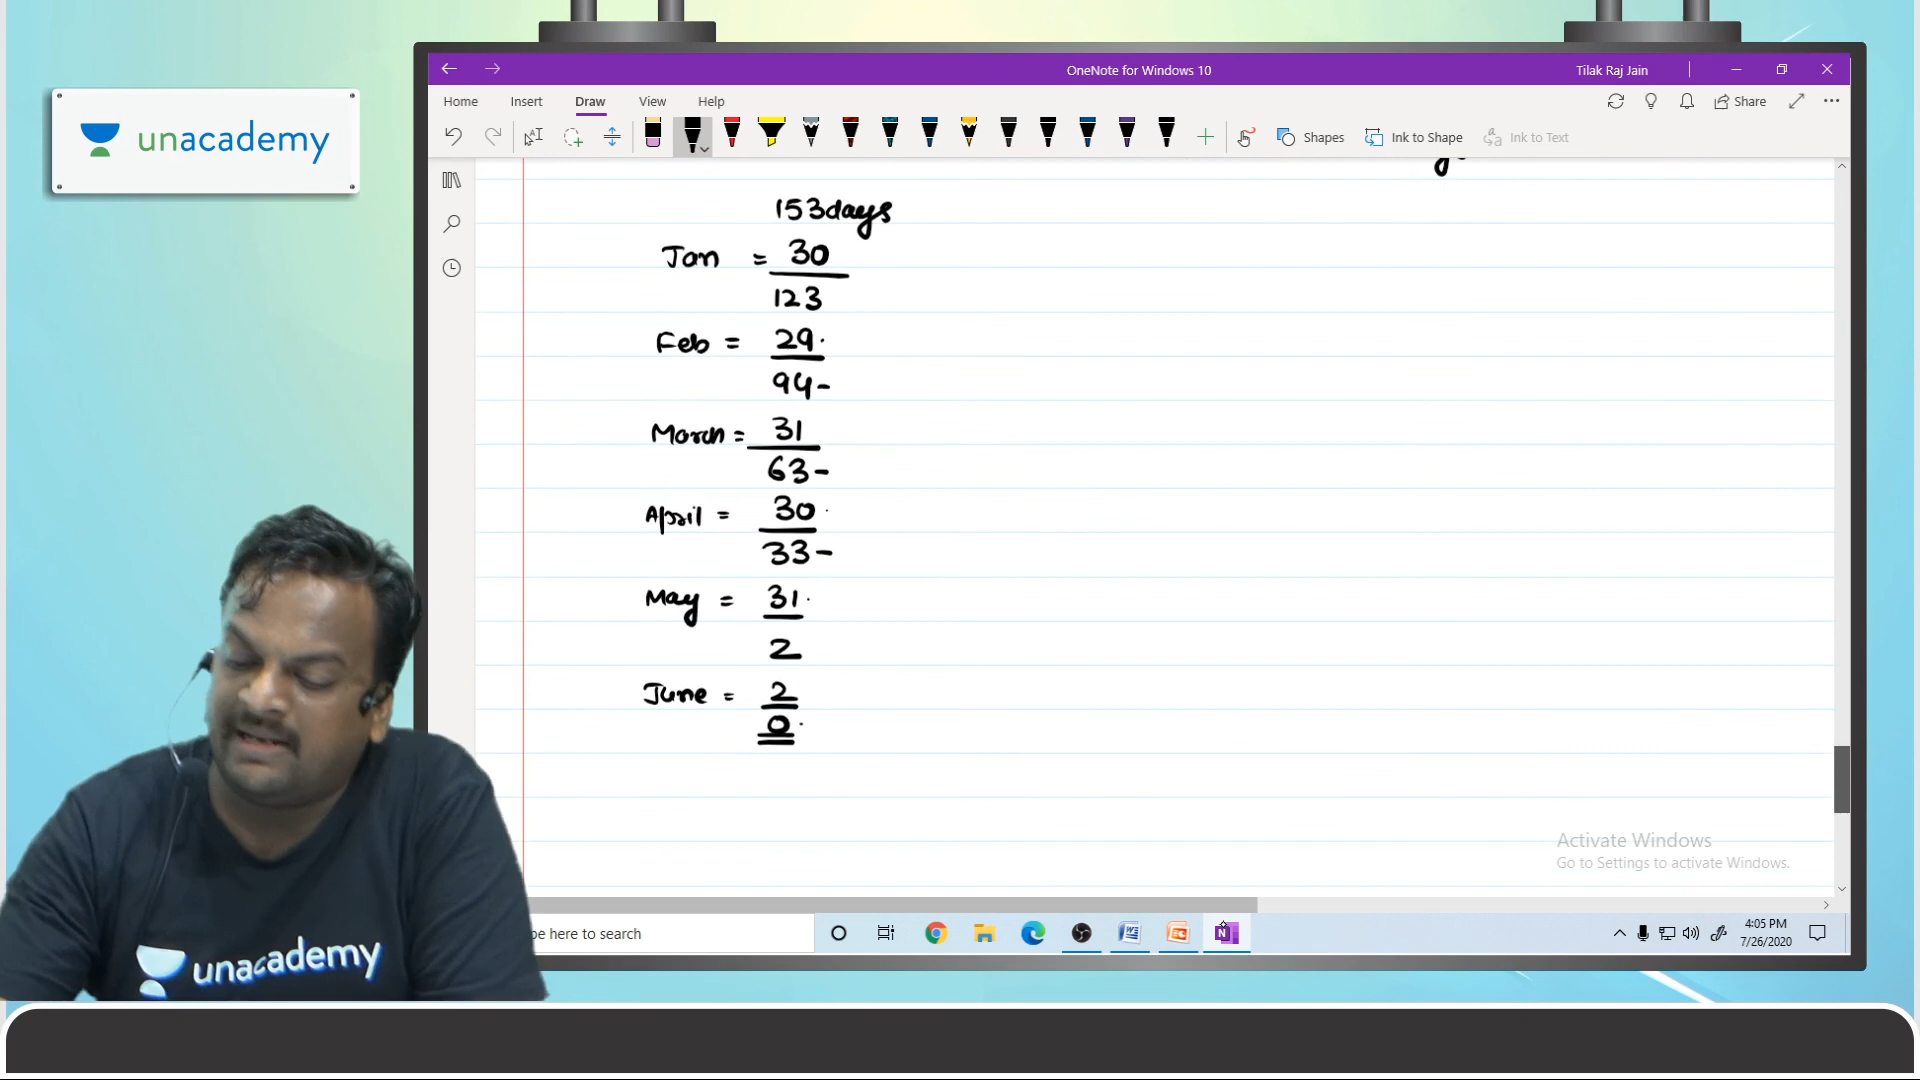 OneNote for Windows 10
Tilak Raj Jain
unacademy
Home Insert Draw View Help
Share
Shapes Ink to Shape Ink to Text
153days
Jan = 30
123
Feb = 29
94-
March = 31
63-
April = 30
33-
May = 31
2
June = 2
0
Activate Windows
Go to Settings to activate Windows.
unacademy
pe here to search
4:05 PM
7/26/2020